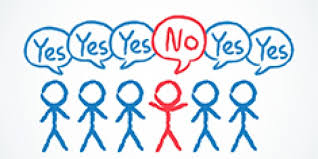 Yes Yes Yes No Yes Yes